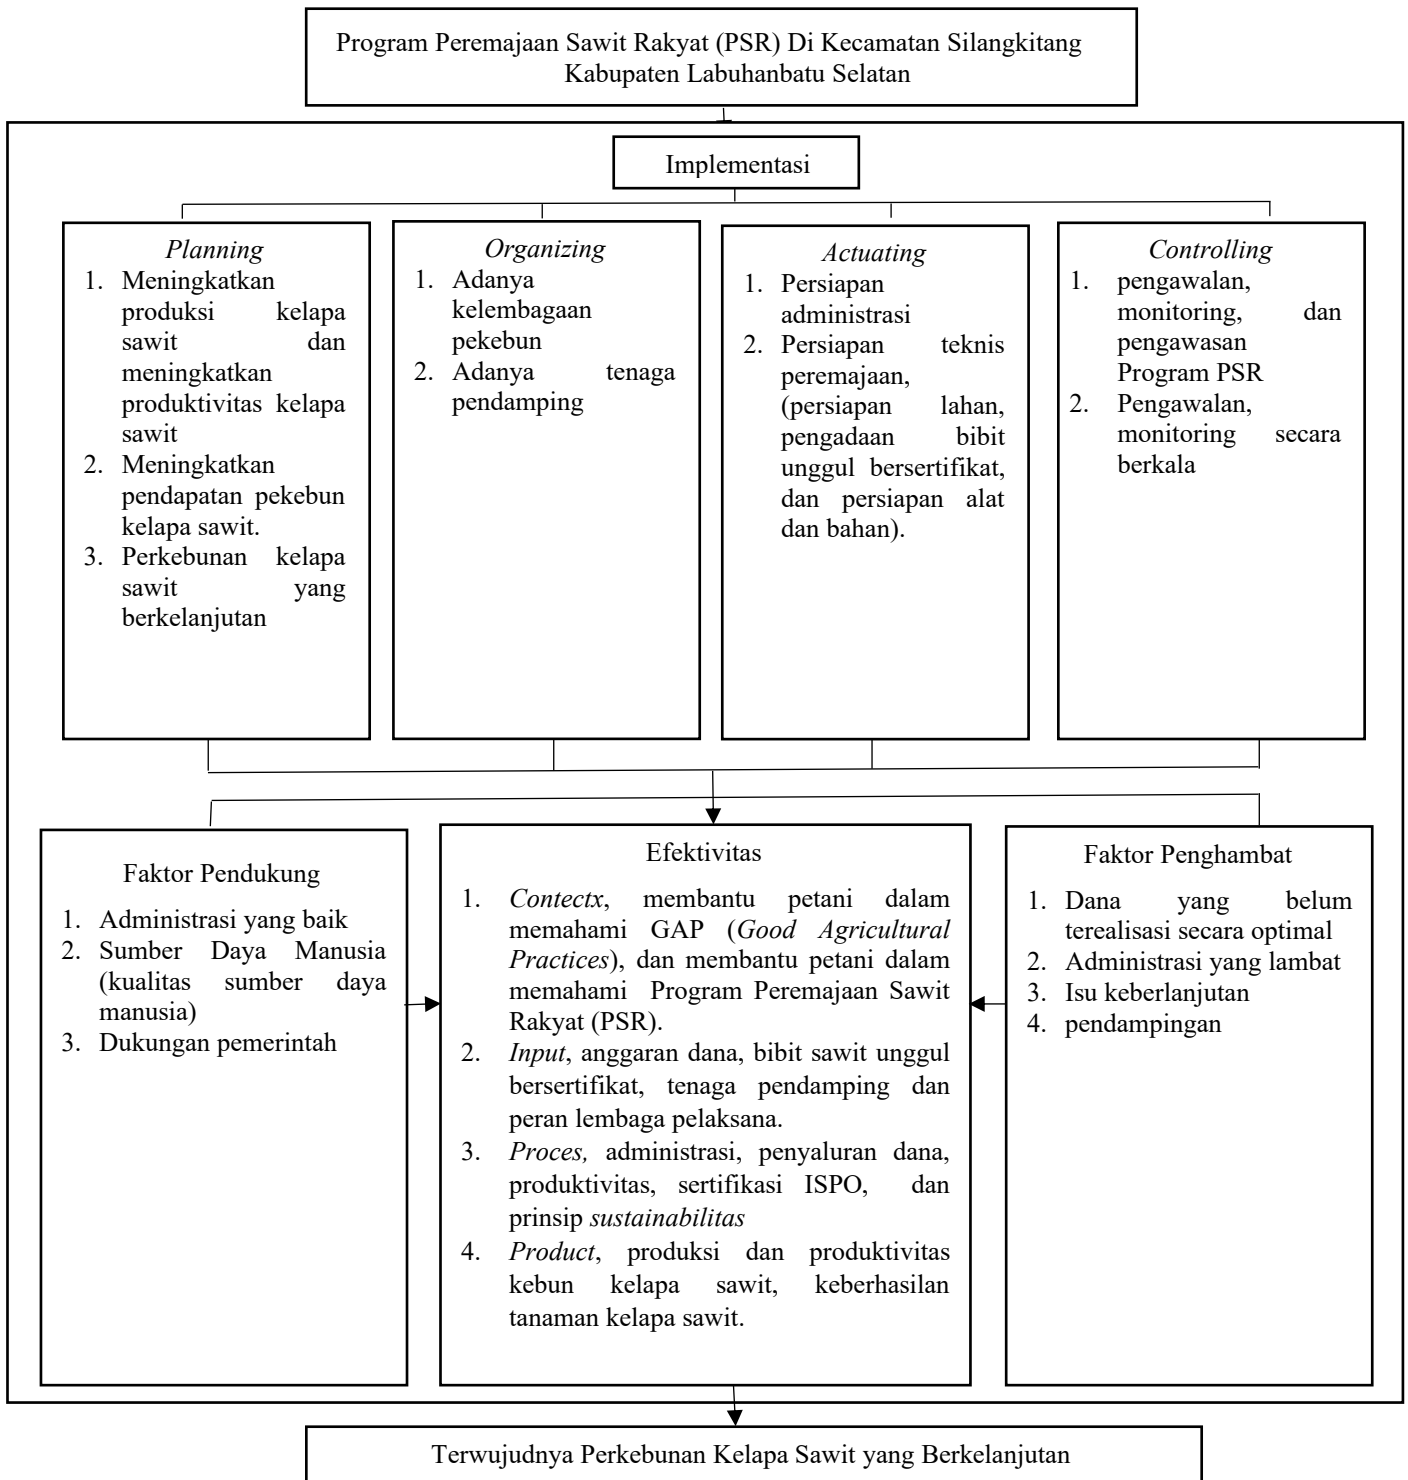 Program Peremajaan Sawit Rakyat (PSR) Di Kecamatan Silangkitang
Kabupaten Labuhanbatu Selatan
Implementasi
Planning
1. Meningkatkan
produksi kelapa
sawit dan
meningkatkan
produktivitas kelapa
sawit
2. Meningkatkan
pendapatan pekebun
kelapa sawit.
3. Perkebunan kelapa
sawit yang
berkelanjutan
Organizing
1. Adanya
kelembagaan
pekebun
2. Adanya tenaga
pendamping
Actuating
1. Persiapan
administrasi
2. Persiapan teknis
peremajaan,
(persiapan lahan,
pengadaan bibit
unggul bersertifikat,
dan persiapan alat
dan bahan).
Controlling
1. pengawalan,
monitoring, dan
pengawasan
Program PSR
2. Pengawalan,
monitoring secara
berkala
Faktor Pendukung
1. Administrasi yang baik
2. Sumber Daya Manusia
(kualitas sumber daya
manusia)
3. Dukungan pemerintah
Efektivitas
1. Contectx, membantu petani dalam
memahami GAP (Good Agricultural
Practices), dan membantu petani dalam
memahami Program Peremajaan Sawit
Rakyat (PSR).
2. Input, anggaran dana, bibit sawit unggul
bersertifikat, tenaga pendamping dan
peran lembaga pelaksana.
3. Proces, administrasi, penyaluran dana,
produktivitas, sertifikasi ISPO, dan
prinsip sustainabilitas
4. Product, produksi dan produktivitas
kebun kelapa sawit, keberhasilan
tanaman kelapa sawit.
Faktor Penghambat
1. Dana yang belum
terealisasi secara optimal
2. Administrasi yang lambat
3. Isu keberlanjutan
4. pendampingan
Terwujudnya Perkebunan Kelapa Sawit yang Berkelanjutan